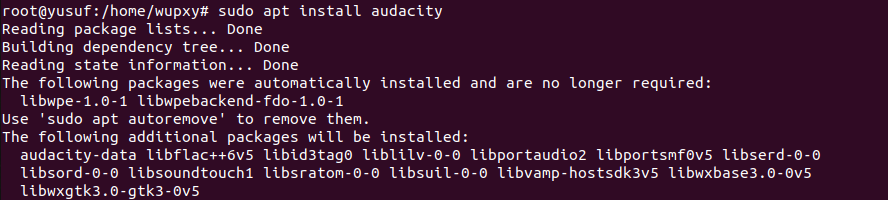 root@yusuf:/home/wupxy# sudo apt install audacity
Reading package lists... Done
Building dependency tree... Done
Reading state information... Done
The following packages were automatically installed and are no longer required:
  libwpe-1.0-1 libwpebackend-fdo-1.0-1
Use 'sudo apt autoremove' to remove them.
The following additional packages will be installed:
  audacity-data libflac++6v5 libid3tag0 liblilv-0-0 libportaudio2 libportsmf0v5 libserd-0-0
  libsord-0-0 libsoundtouch1 libsratom-0-0 libsuil-0-0 libvamp-hostsdk3v5 libwxbase3.0-0v5
  libwxgtk3.0-gtk3-0v5